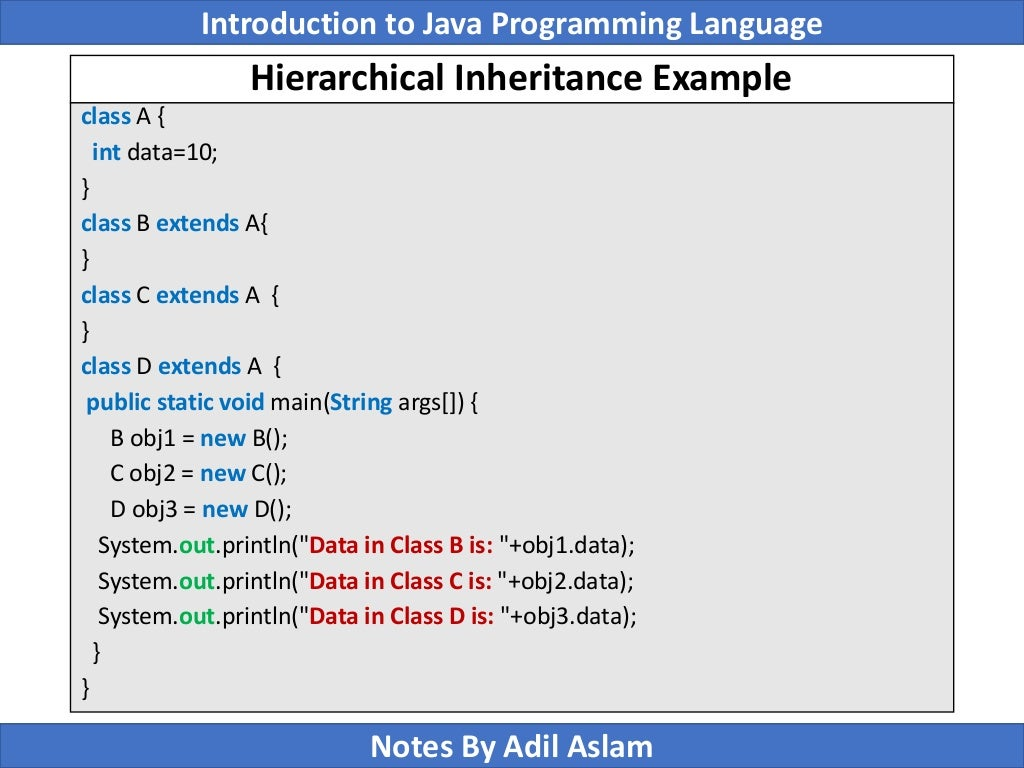 Introduction to Java Programming Language
Hierarchical Inheritance Example
class A {
int data=10;
}
class B extends A{
}
class C extends A {
}
class D extends A {
public static void main(String args[]) {
B obj1 = new B();
C obj2 = new C();
D obj3 = new D();
System.out.println("Data in Class B is: "+obj1.data);
System.out.println("Data in Class C is: "+obj2.data);
System.out.println("Data in Class D is: "+obj3.data);
}
}
Notes By Adil Aslam